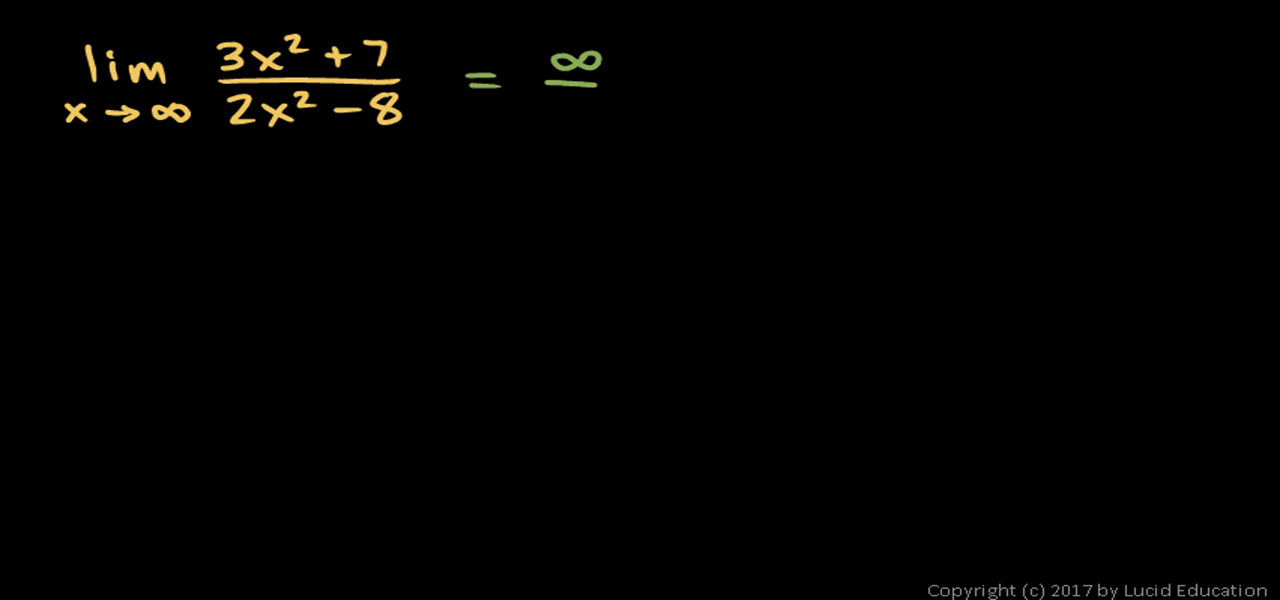 lim 3x² + 7 = ∞
x → ∞ 2x² − 8
Copyright (c) 2017 by Lucid Education